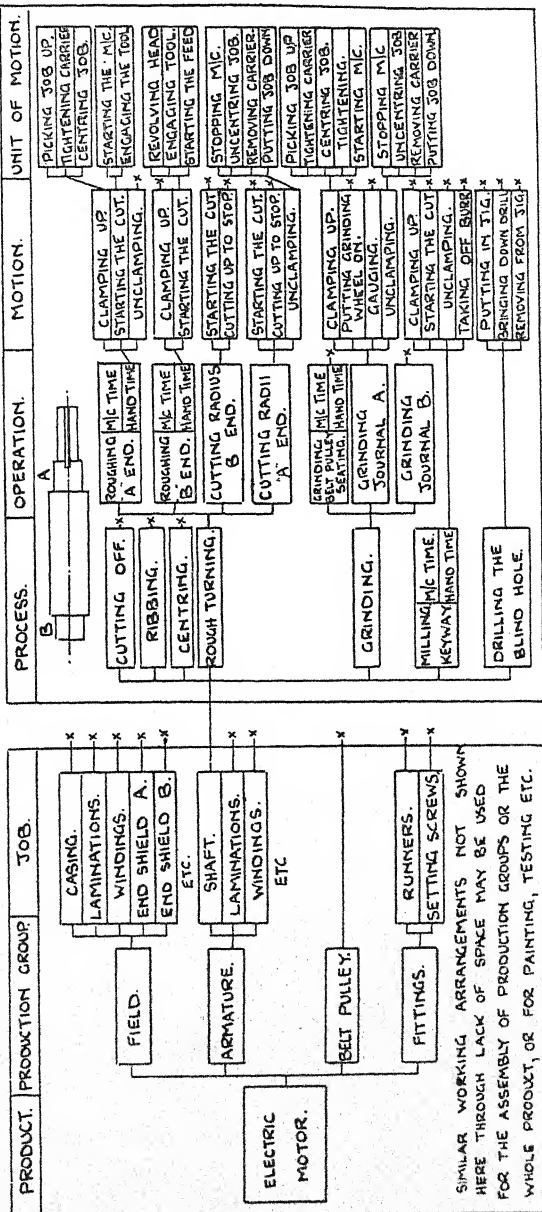 PRODUCT. PRODUCTION GROUP. JOB.
ELECTRIC
MOTOR.
FIELD.
ARMATURE.
BELT PULLEY.
FITTINGS.
CASING.
LAMINATIONS.
WINDINGS.
END SHIELD A.
END SHIELD B.
ETC.
SHAFT.
LAMINATIONS.
WINDINGS.
ETC
RUNNERS.
SETTING SCREWS.
SIMILAR WORKING ARRANGEMENTS NOT SHOWN
HERE THROUGH LACK OF SPACE MAY BE USED
FOR THE ASSEMBLY OF PRODUCTION GROUPS OR THE
WHOLE PRODUCT, OR FOR PAINTING, TESTING ETC.
PROCESS. OPERATION. MOTION. UNIT OF MOTION.
B A
CUTTING OFF.
RIBBING.
CENTRING.
ROUGH TURNING.
GRINDING.
MILLING KEYWAY
M/C TIME.
HAND TIME
DRILLING THE
BLIND HOLE.
ROUGHING "A" END.
M/C TIME
HAND TIME
ROUGHING "B" END.
M/C TIME
HAND TIME
CUTTING RADIUS
B END.
CUTTING RADII
"A" END.
GRINDING BELT PULLEY SEATING.
M/C TIME
HAND TIME
GRINDING
JOURNAL A.
GRINDING
JOURNAL B.
CLAMPING UP.
STARTING THE CUT.
UNCLAMPING.
CLAMPING UP.
STARTING THE CUT.
STARTING THE CUT.
CUTTING UP TO STOP.
STARTING THE CUT.
CUTTING UP TO STOP.
UNCLAMPING.
CLAMPING UP.
PUTTING GRINDING
WHEEL ON.
GAUGING.
UNCLAMPING.
CLAMPING UP.
STARTING THE CUT.
UNCLAMPING.
TAKING OFF BURR
PUTTING IN JIG.
BRINGING DOWN DRILL
REMOVING FROM JIG.
PICKING JOB UP.
TIGHTENING CARRIER
CENTRING JOB.
STARTING THE M/C.
ENGAGING THE TOOL
REVOLVING HEAD
ENGAGING TOOL.
STARTING THE FEED
STOPPING M/C.
UNCENTRING JOB.
REMOVING CARRIER.
PUTTING JOB DOWN
PICKING JOB UP
TIGHTENING CARRIER
CENTRING JOB.
TIGHTENING.
STARTING M/C.
STOPPING M/C
UNCENTRING JOB
REMOVING CARRIER
PUTTING JOB DOWN.